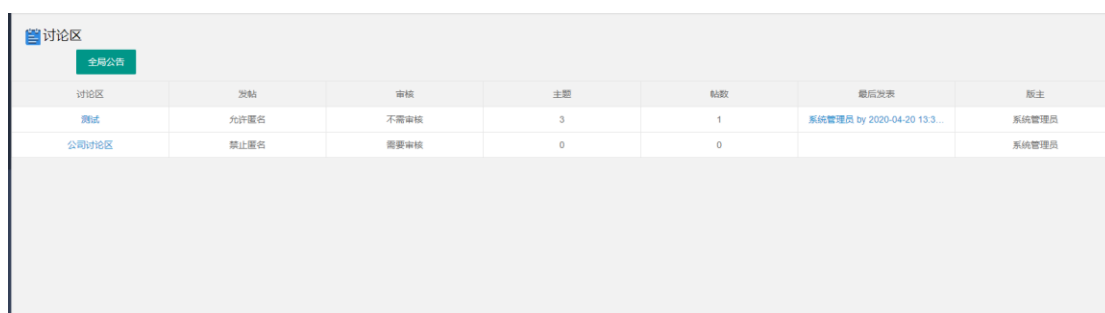 讨论区
全局公告
讨论区 发帖 审核 主题 帖数 最后发表 版主
测试 允许匿名 不需审核 3 1 系统管理员 by 2020-04-20 13:3... 系统管理员
公司讨论区 禁止匿名 需要审核 0 0 系统管理员